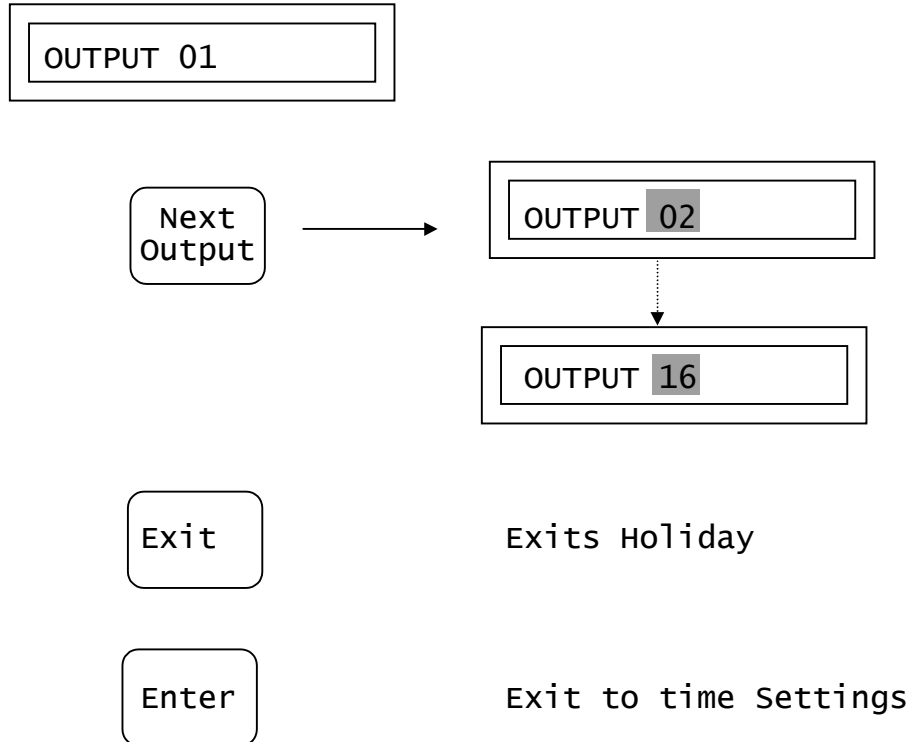 OUTPUT 01
Next
Output
OUTPUT 02
OUTPUT 16
Exit
Exits Holiday
Enter
Exit to time Settings